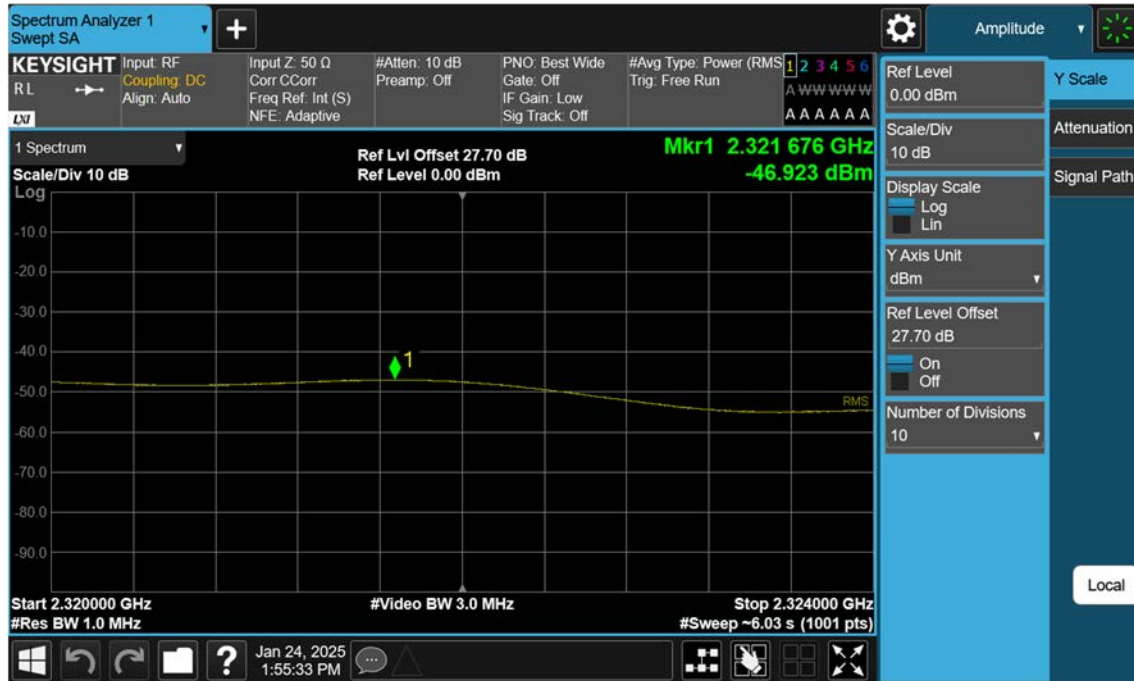 Spectrum Analyzer 1
Swept SA
+
Amplitude
KEYSIGHT
RL
LXI
Input: RF
Coupling: DC
Align: Auto
Input Z: 50 Ω
Corr CCorr
Freq Ref: Int (S)
NFE: Adaptive
#Atten: 10 dB
Preamp: Off
PNO: Best Wide
Gate: Off
IF Gain: Low
Sig Track: Off
#Avg Type: Power (RMS
Trig: Free Run
1 2 3 4 5 6
A W W W W W
A A A A A A
1 Spectrum
Scale/Div 10 dB
Log
Ref Lvl Offset 27.70 dB
Ref Level 0.00 dBm
Mkr1 2.321 676 GHz
-46.923 dBm
-10.0
-20.0
-30.0
-40.0
-50.0
-60.0
-70.0
-80.0
-90.0
1
RMS
Start 2.320000 GHz
#Res BW 1.0 MHz
#Video BW 3.0 MHz
Stop 2.324000 GHz
#Sweep ~6.03 s (1001 pts)
Ref Level
0.00 dBm
Scale/Div
10 dB
Display Scale
Log
Lin
Y Axis Unit
dBm
Ref Level Offset
27.70 dB
On
Off
Number of Divisions
10
Y Scale
Attenuation
Signal Path
Local
?
Jan 24, 2025
1:55:33 PM